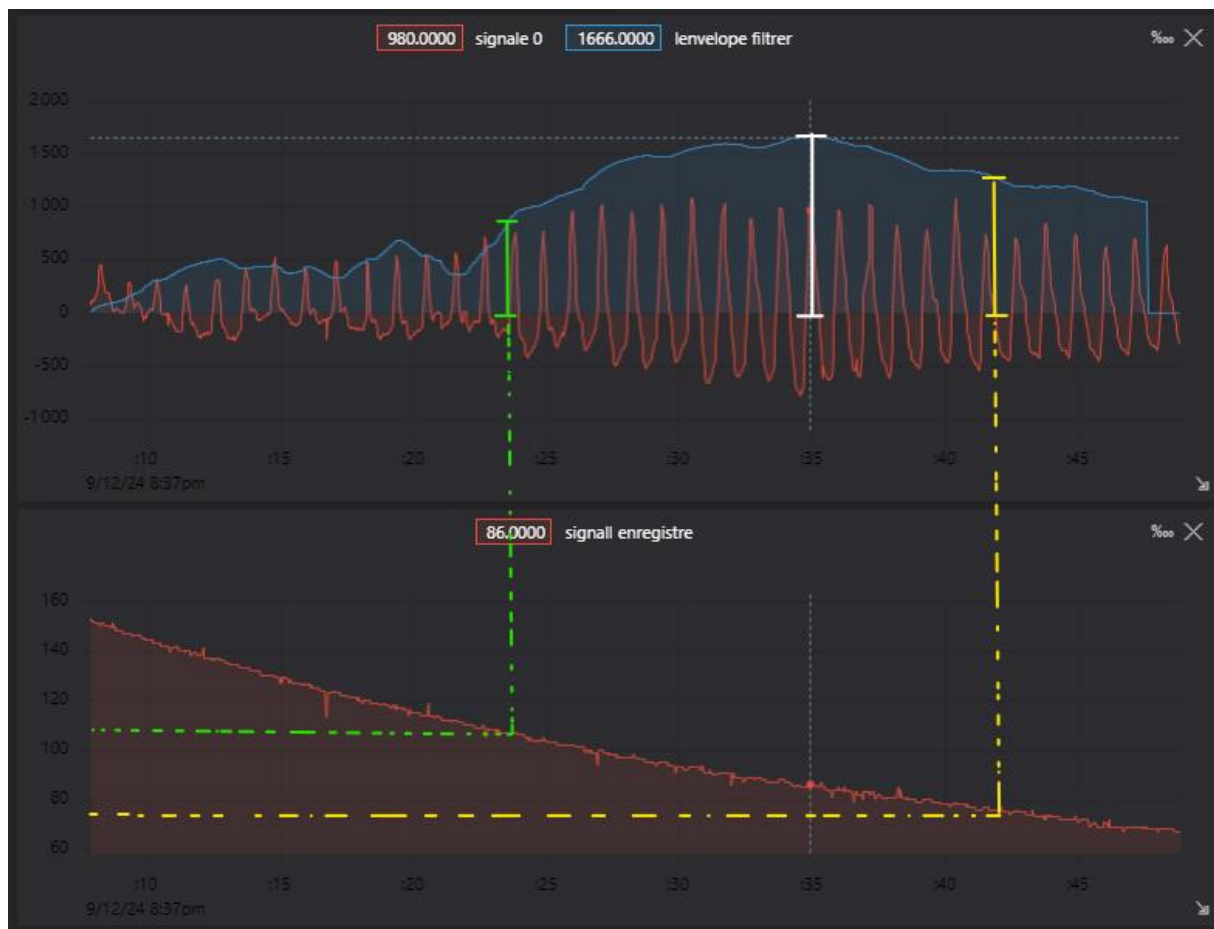 980.0000 signale 0 1666.0000 lenvelope filtrer ‰₀
2 000
1 500
1 000
500
0
-500
-1 000
:10 :15 :20 :25 :30 :35 :40 :45
9/12/24 8:37pm
86.0000 signall enregistre ‰₀
160
140
120
100
80
60
:10 :15 :20 :25 :30 :35 :40 :45
9/12/24 8:37pm